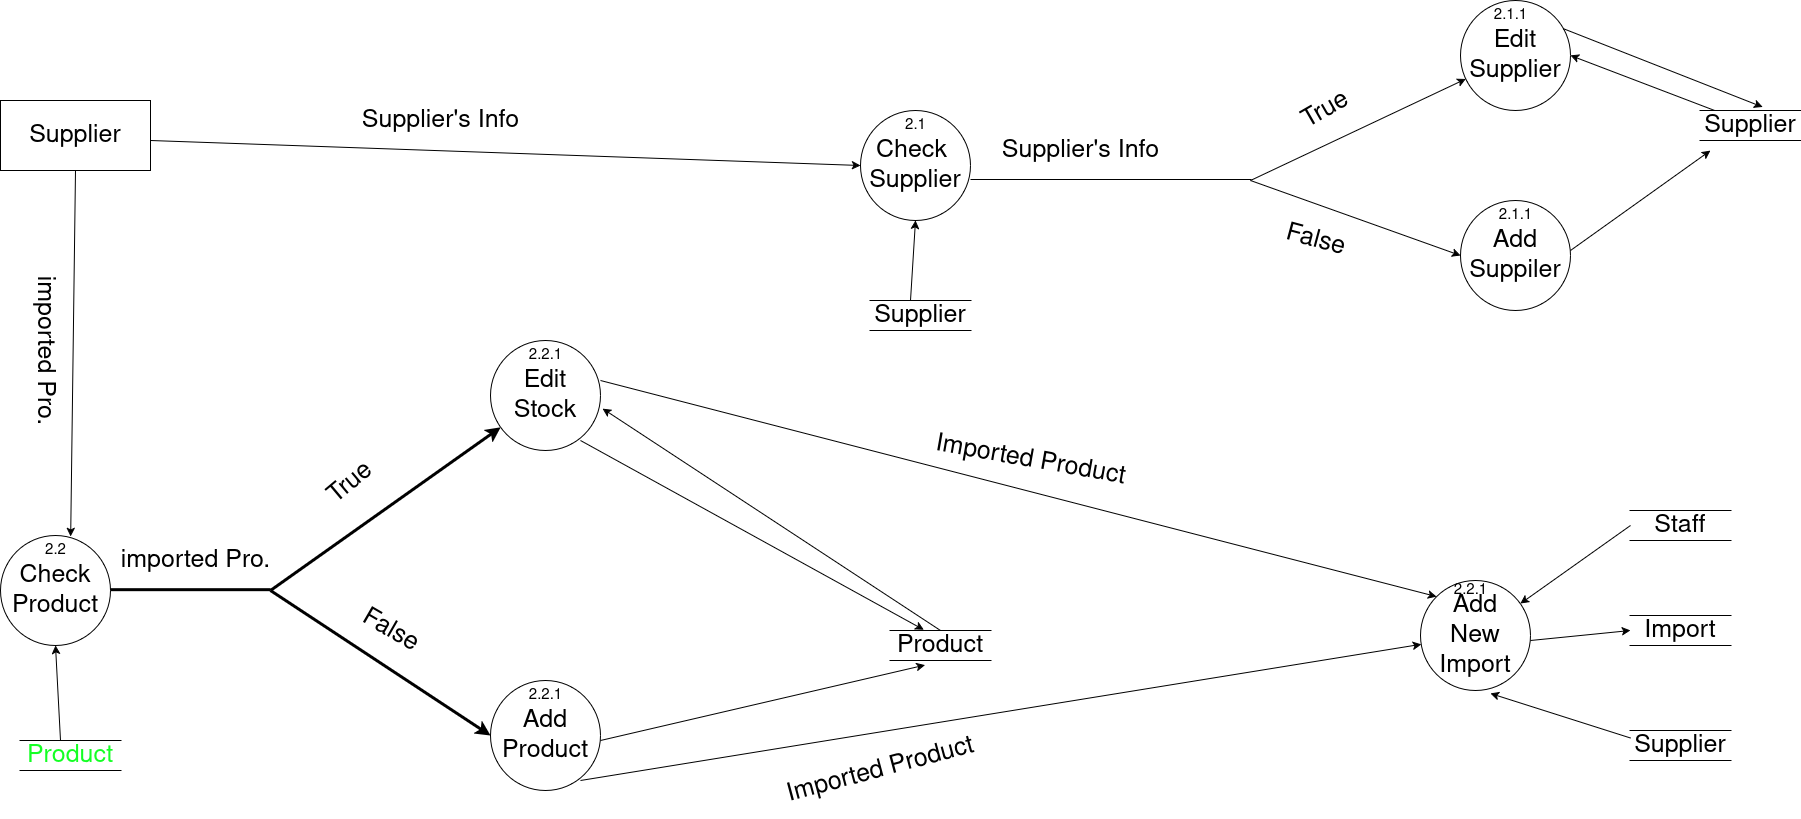 2.1.1
Edit
Supplier
Supplier
Supplier's Info
2.1
Check
Supplier
Supplier's Info
True
False
Supplier
2.1.1
Add
Suppiler
Supplier
imported Pro.
2.2.1
Edit
Stock
Imported Product
True
imported Pro.
False
2.2
Check
Product
Product
2.2.1
Add
Product
Product
Imported Product
2.2.1
Add
New
Import
Staff
Import
Supplier